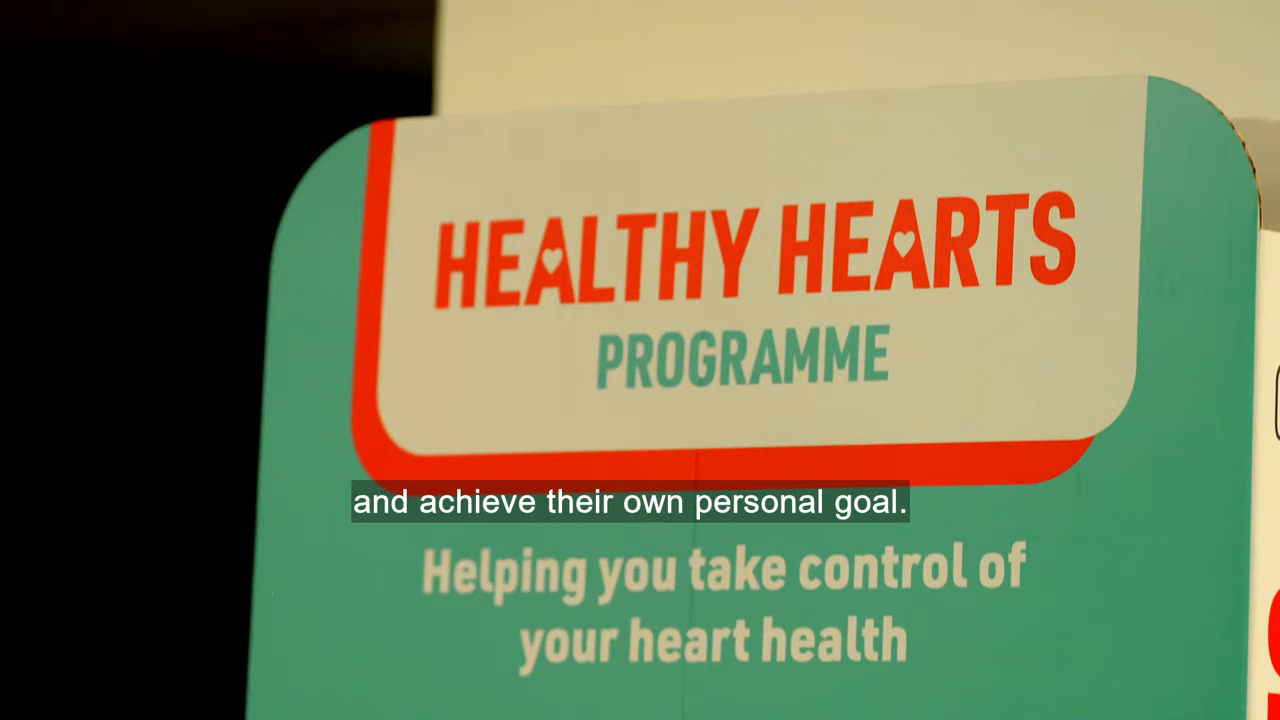 HEALTHY HEARTS
PROGRAMME
and achieve their own personal goal.
Helping you take control of
your heart health